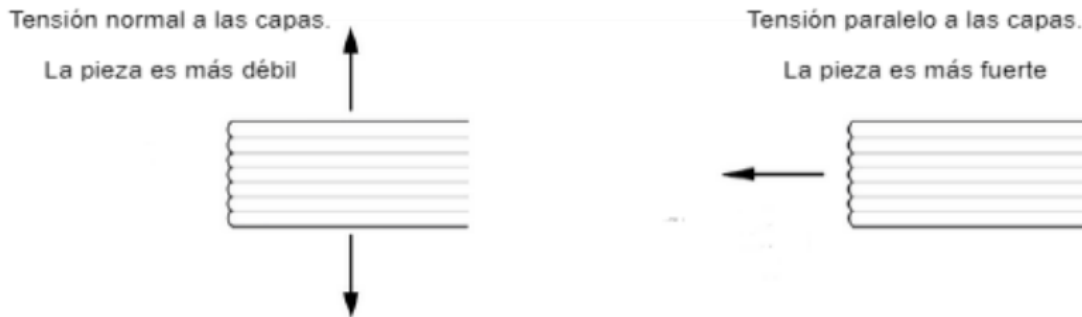 Tensión normal a las capas.
La pieza es más débil
Tensión paralelo a las capas.
La pieza es más fuerte